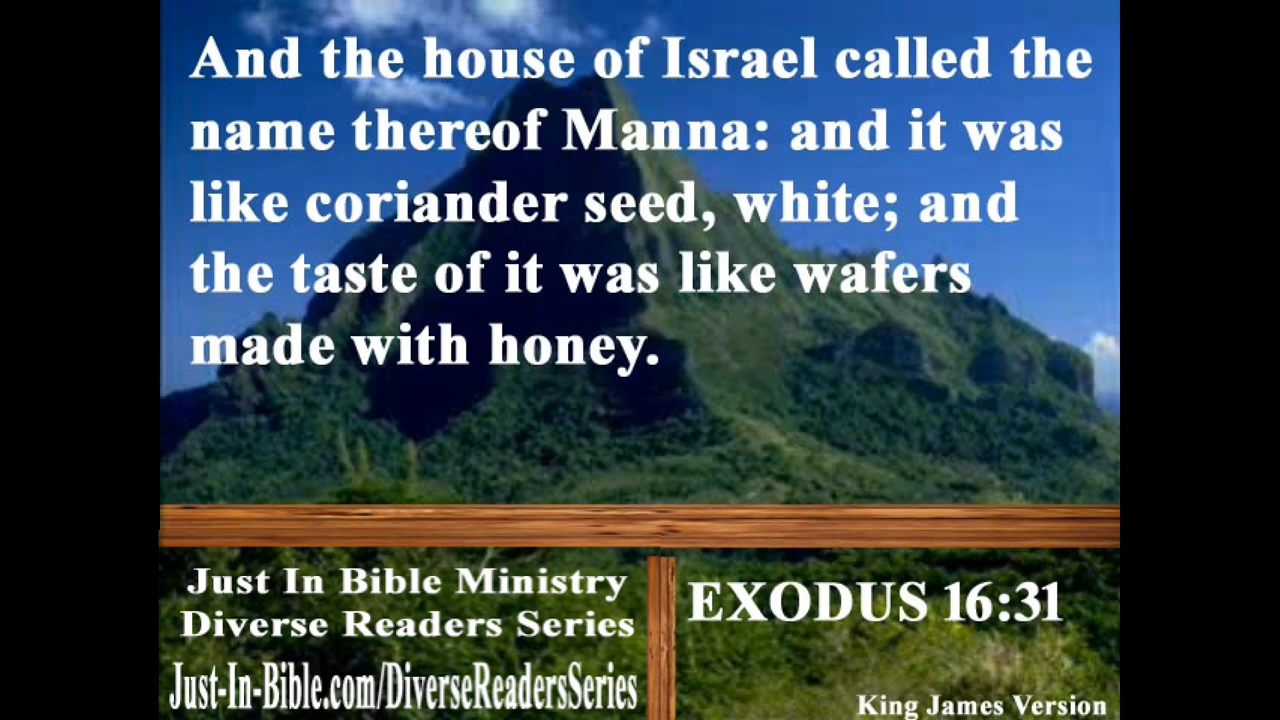 And the house of Israel called the
name thereof Manna: and it was
like coriander seed, white; and
the taste of it was like wafers
made with honey.
Just In Bible Ministry
Diverse Readers Series
Just-In-Bible.com/DiverseReadersSeries
EXODUS 16:31
King James Version